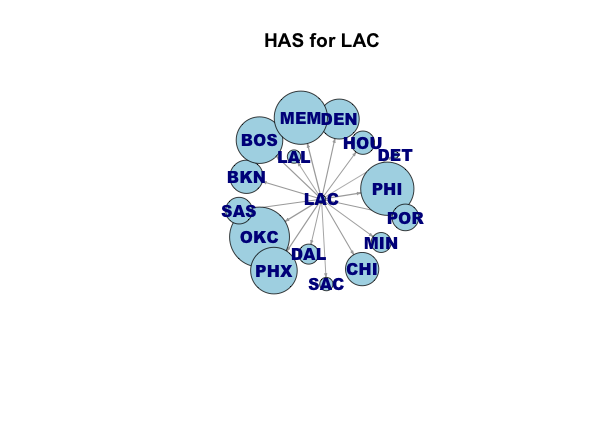 HAS for LAC
MEM
DEN
BOS
HOU
LAL
DET
BKN
PHI
LAC
SAS
POR
OKC
MIN
DAL
PHX
CHI
SAC